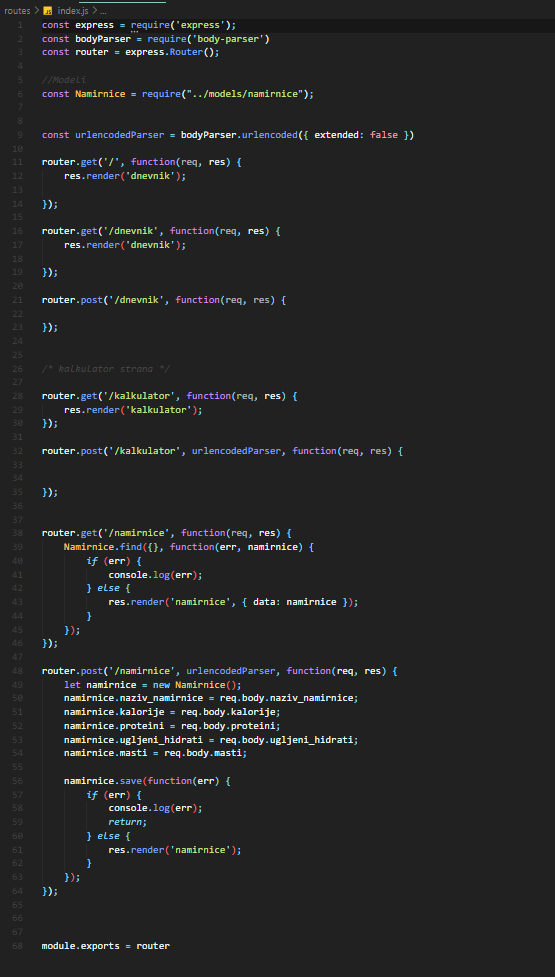 routes > JS index.js > ...
1 const express = require('express');
2 const bodyParser = require('body-parser')
3 const router = express.Router();
4
5 //Modeli
6 const Namirnice = require("../models/namirnice");
7
8
9 const urlencodedParser = bodyParser.urlencoded({ extended: false })
10
11 router.get('/', function(req, res) {
12 res.render('dnevnik');
13
14 });
15
16 router.get('/dnevnik', function(req, res) {
17 res.render('dnevnik');
18
19 });
20
21 router.post('/dnevnik', function(req, res) {
22
23 });
24
25
26 /* kalkulator strana */
27
28 router.get('/kalkulator', function(req, res) {
29 res.render('kalkulator');
30 });
31
32 router.post('/kalkulator', urlencodedParser, function(req, res) {
33
34
35 });
36
37
38 router.get('/namirnice', function(req, res) {
39 Namirnice.find({}, function(err, namirnice) {
40 if (err) {
41 console.log(err);
42 } else {
43 res.render('namirnice', { data: namirnice });
44 }
45 });
46 });
47
48 router.post('/namirnice', urlencodedParser, function(req, res) {
49 let namirnice = new Namirnice();
50 namirnice.naziv_namirnice = req.body.naziv_namirnice;
51 namirnice.kalorije = req.body.kalorije;
52 namirnice.proteini = req.body.proteini;
53 namirnice.ugljeni_hidrati = req.body.ugljeni_hidrati;
54 namirnice.masti = req.body.masti;
55
56 namirnice.save(function(err) {
57 if (err) {
58 console.log(err);
59 return;
60 } else {
61 res.render('namirnice');
62 }
63 });
64 });
65
66
67
68 module.exports = router